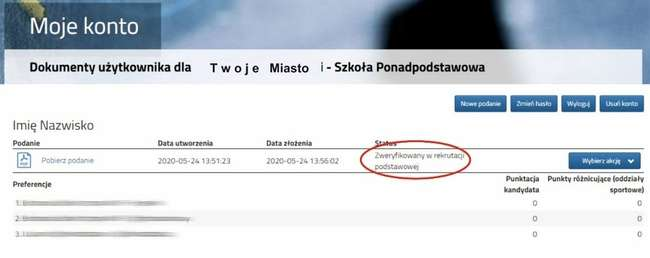 Moje konto
Dokumenty użytkownika dla Twoje Miasto i - Szkoła Ponadpodstawowa
Nowe podanie Zmień hasło Wyloguj Usuń konto
Imię Nazwisko
Podanie Data utworzenia Data złożenia Status
Pobierz podanie 2020-05-24 13:51:23 2020-05-24 13:56:02 Zweryfikowany w rekrutacji podstawowej Wybierz akcję
Preferencje Punktacja kandydata Punkty różnicujące (oddziały sportowe)
1. 0 0
2. 0 0
3. 0 0